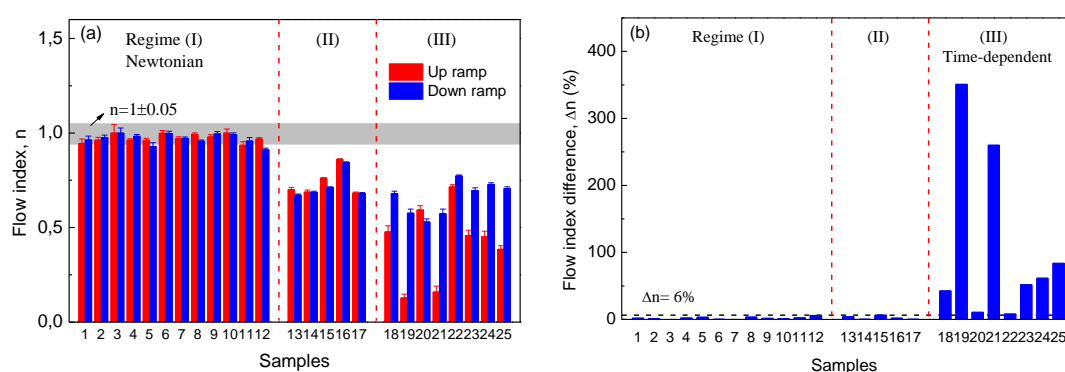 (a)
Regime (I)
Newtonian
(II)
(III)
Up ramp
Down ramp
n=1±0.05
Flow index, n
1,5
1,0
0,5
0,0
1 2 3 4 5 6 7 8 9 101112 1314151617 1819202122232425
Samples
(b)
Regime (I)
(II)
(III)
Time-dependent
Flow index difference, Δn (%)
400
300
200
100
0
Δn= 6%
1 2 3 4 5 6 7 8 9 101112 1314151617 1819202122232425
Samples